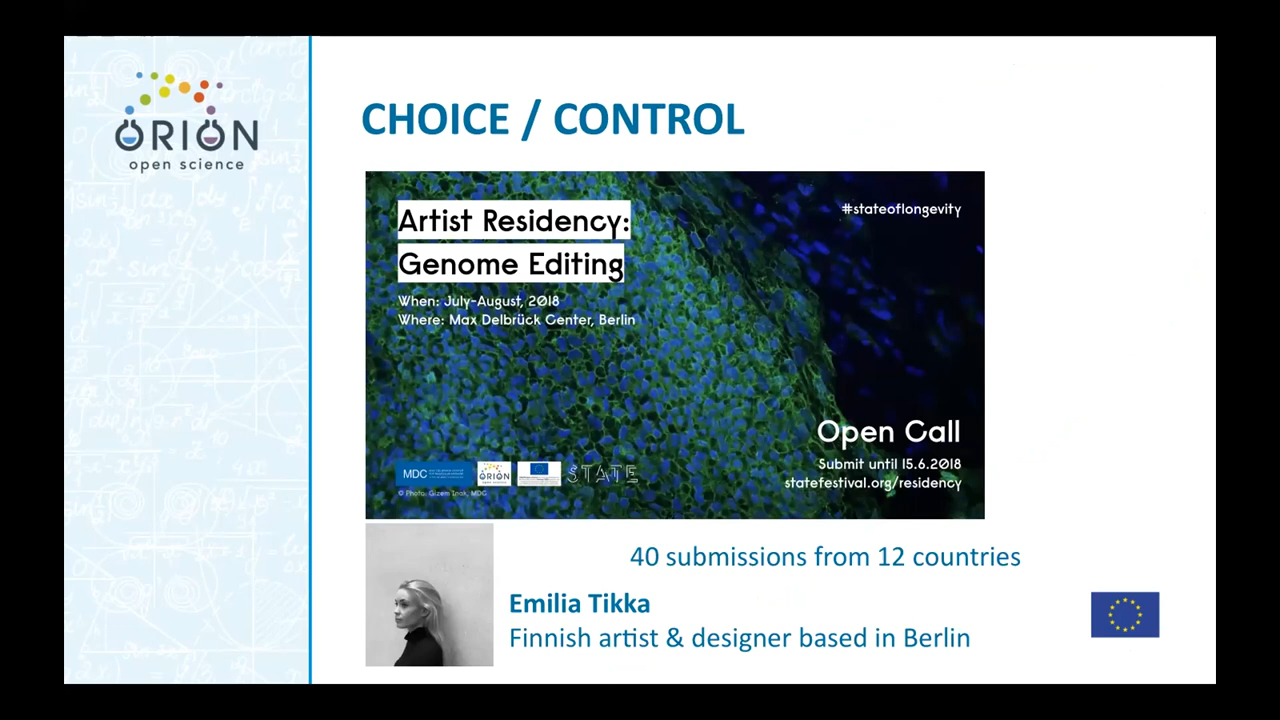 ORION
open science
CHOICE / CONTROL
Artist Residency:
Genome Editing
When: July-August, 2018
Where: Max Delbrück Center, Berlin
#stateoflongevity
Open Call
Submit until 15.6.2018
statefestival.org/residency
MDC
ORION
STATE
© Photo: Gizem Inak, MDC
40 submissions from 12 countries
Emilia Tikka
Finnish artist & designer based in Berlin